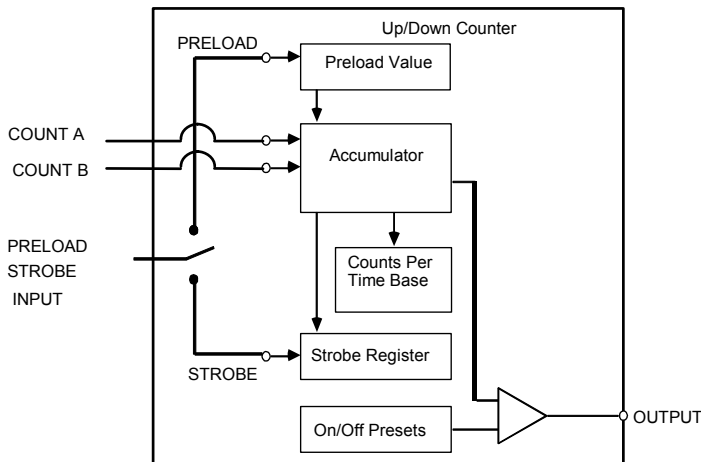 Up/Down Counter
PRELOAD
Preload Value
COUNT A
COUNT B
Accumulator
PRELOAD
STROBE
INPUT
Counts Per
Time Base
Strobe Register
STROBE
On/Off Presets
OUTPUT